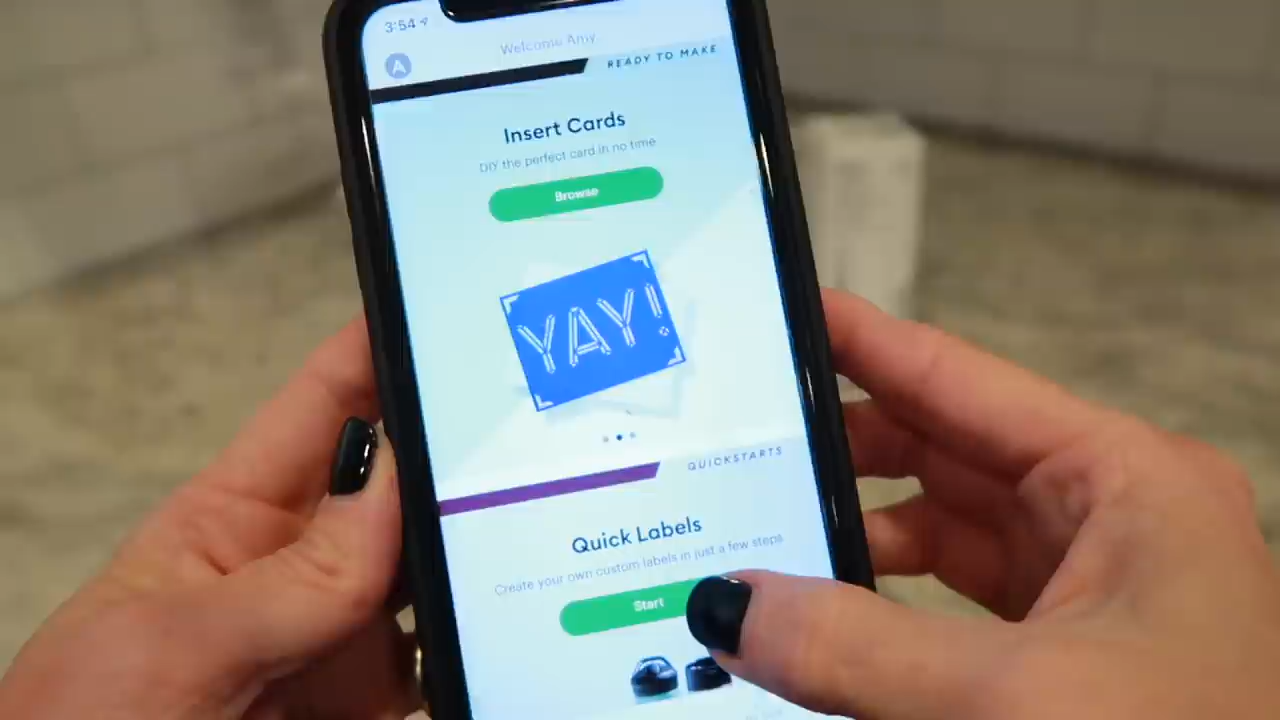 3:54
Welcome Amy
A
READY TO MAKE
Insert Cards
DIY the perfect card in no time
Browse
YAY!
QUICKSTARTS
Quick Labels
Create your own custom labels in just a few steps
Start